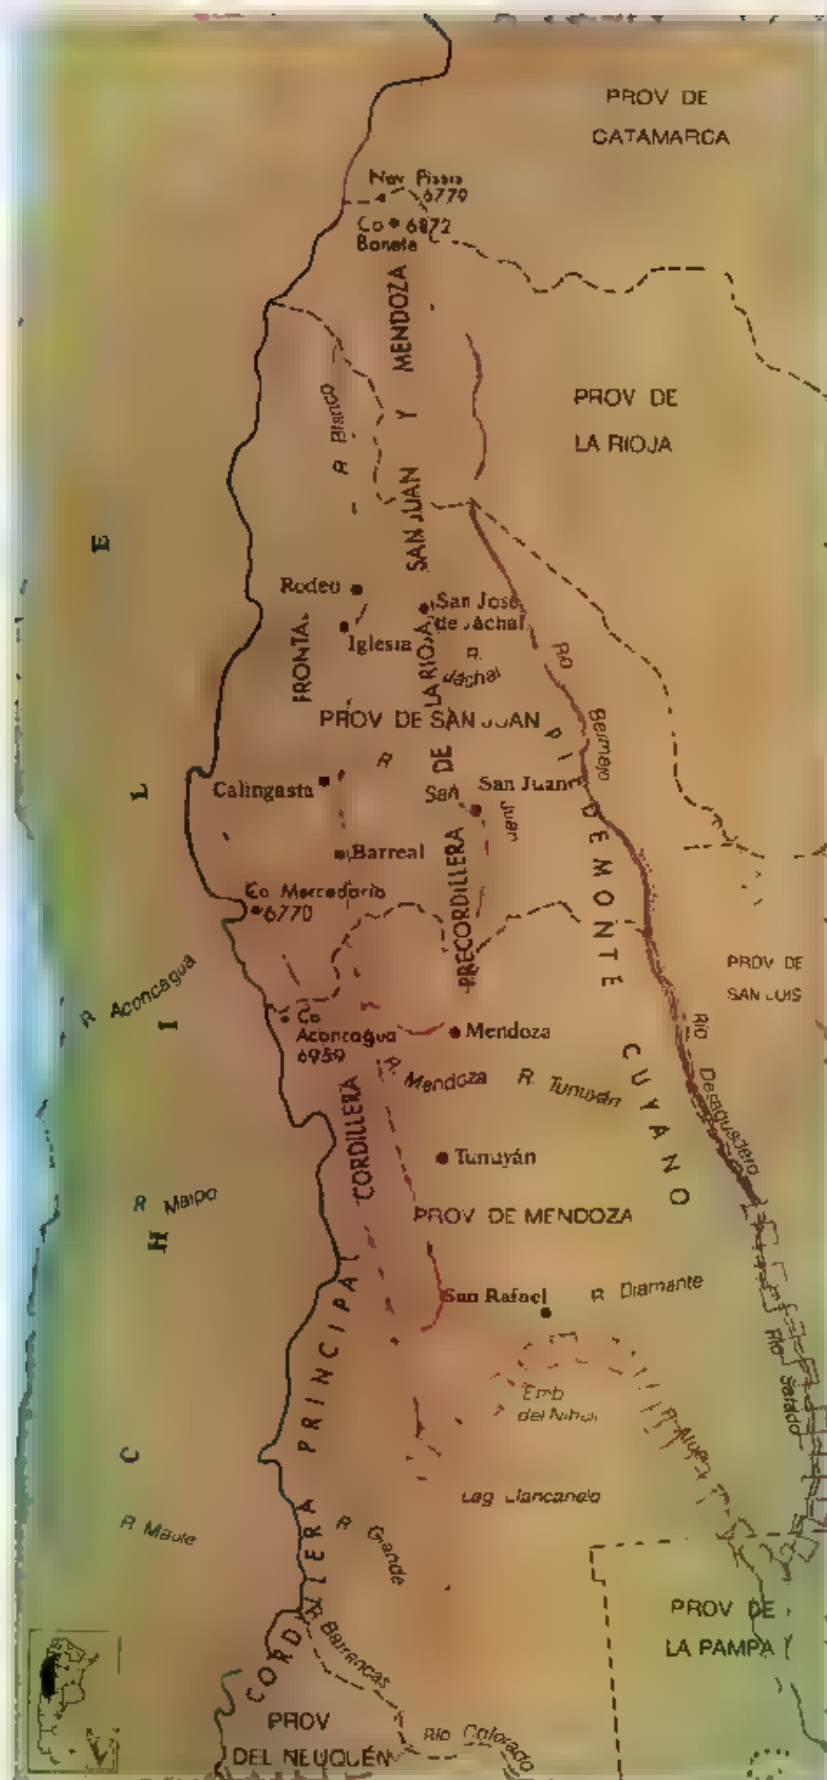 PROV DE
CATAMARCA
Nev Pissis
6779
Co 6872
Bonete
PROV DE
LA RIOJA
R Blanco
PRECORDILLERA DE LA RIOJA SAN JUAN Y MENDOZA
Rodeo
San José
de Jáchal
Iglesia
R.
Jáchal
FRONTAL
PROV DE SAN JUAN
Río
Bermejo
R
San
Juan
Calingasta
San Juan
Barreal
Co Mercedario
6770
PIEDEMONTE
CUYANO
PROV DE
SAN LUIS
R Aconcagua
Co
Aconcagua
6959
Mendoza
R
Mendoza
R. Tunuyán
Río
Desaguadero
CORDILLERA
Tunuyán
R Maipo
PROV DE MENDOZA
San Rafael
R Diamante
Río Salado
Emb
del Nihuil
R Atuel
Lag Llancanelo
CORDILLERA PRINCIPAL
R Maule
R Grande
R Barrancas
PROV DE
LA PAMPA
PROV
DEL NEUQUÉN
Río Colorado
C H I L E